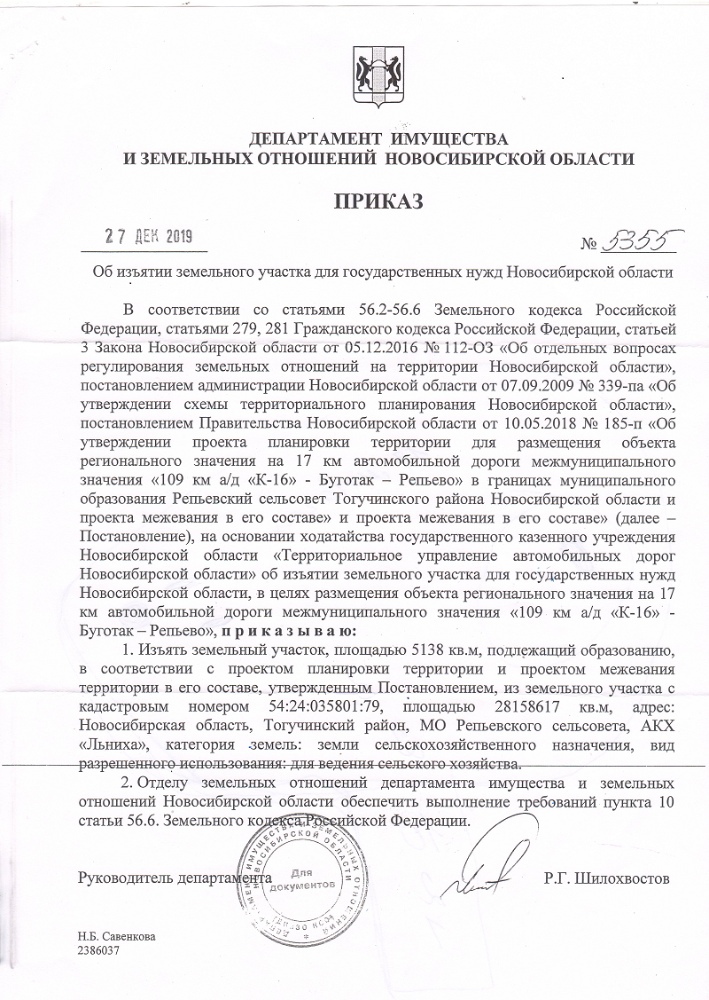 ДЕПАРТАМЕНТ ИМУЩЕСТВА
И ЗЕМЕЛЬНЫХ ОТНОШЕНИЙ НОВОСИБИРСКОЙ ОБЛАСТИ
ПРИКАЗ
27 ДЕК 2019
№ 5355
Об изъятии земельного участка для государственных нужд Новосибирской области
В соответствии со статьями 56.2-56.6 Земельного кодекса Российской
Федерации, статьями 279, 281 Гражданского кодекса Российской Федерации, статьей
3 Закона Новосибирской области от 05.12.2016 № 112-ОЗ «Об отдельных вопросах
регулирования земельных отношений на территории Новосибирской области»,
постановлением администрации Новосибирской области от 07.09.2009 № 339-па «Об
утверждении схемы территориального планирования Новосибирской области»,
постановлением Правительства Новосибирской области от 10.05.2018 № 185-п «Об
утверждении проекта планировки территории для размещения объекта
регионального значения на 17 км автомобильной дороги межмуниципального
значения «109 км а/д «К-16» - Буготак – Репьево» в границах муниципального
образования Репьевский сельсовет Тогучинского района Новосибирской области и
проекта межевания в его составе» и проекта межевания в его составе» (далее –
Постановление), на основании ходатайства государственного казенного учреждения
Новосибирской области «Территориальное управление автомобильных дорог
Новосибирской области» об изъятии земельного участка для государственных нужд
Новосибирской области, в целях размещения объекта регионального значения на 17
км автомобильной дороги межмуниципального значения «109 км а/д «К-16» -
Буготак – Репьево», п р и к а з ы в а ю:
1. Изъять земельный участок, площадью 5138 кв.м, подлежащий образованию,
в соответствии с проектом планировки территории и проектом межевания
территории в его составе, утвержденным Постановлением, из земельного участка с
кадастровым номером 54:24:035801:79, площадью 28158617 кв.м, адрес:
Новосибирская область, Тогучинский район, МО Репьевского сельсовета, АКХ
«Льниха», категория земель: земли сельскохозяйственного назначения, вид
разрешенного использования: для ведения сельского хозяйства.
2. Отделу земельных отношений департамента имущества и земельных
отношений Новосибирской области обеспечить выполнение требований пункта 10
статьи 56.6. Земельного кодекса Российской Федерации.
Руководитель департамента
Р.Г. Шилохвостов
ДЕПАРТАМЕНТ ИМУЩЕСТВА И ЗЕМЕЛЬНЫХ ОТНОШЕНИЙ
НОВОСИБИРСКОЙ ОБЛАСТИ
Для
документов
Н.Б. Савенкова
2386037